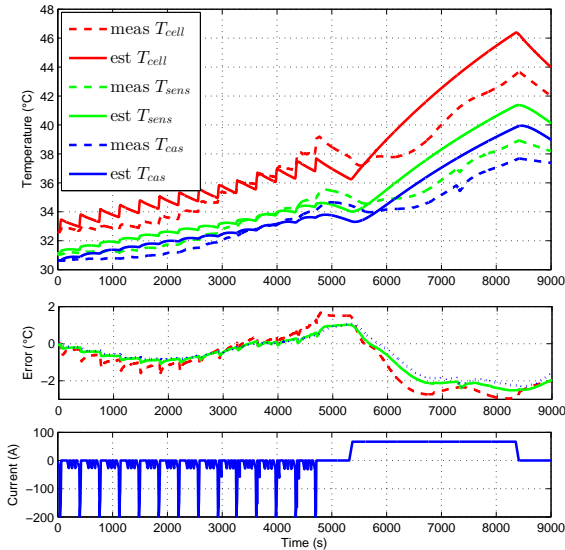 48
46
44
42
40
38
36
34
32
30
Temperature (°C)
meas T_cell
est T_cell
meas T_sens
est T_sens
meas T_cas
est T_cas
0 1000 2000 3000 4000 5000 6000 7000 8000 9000
2
0
−2
Error (°C)
0 1000 2000 3000 4000 5000 6000 7000 8000 9000
100
0
−100
−200
Current (A)
0 1000 2000 3000 4000 5000 6000 7000 8000 9000
Time (s)